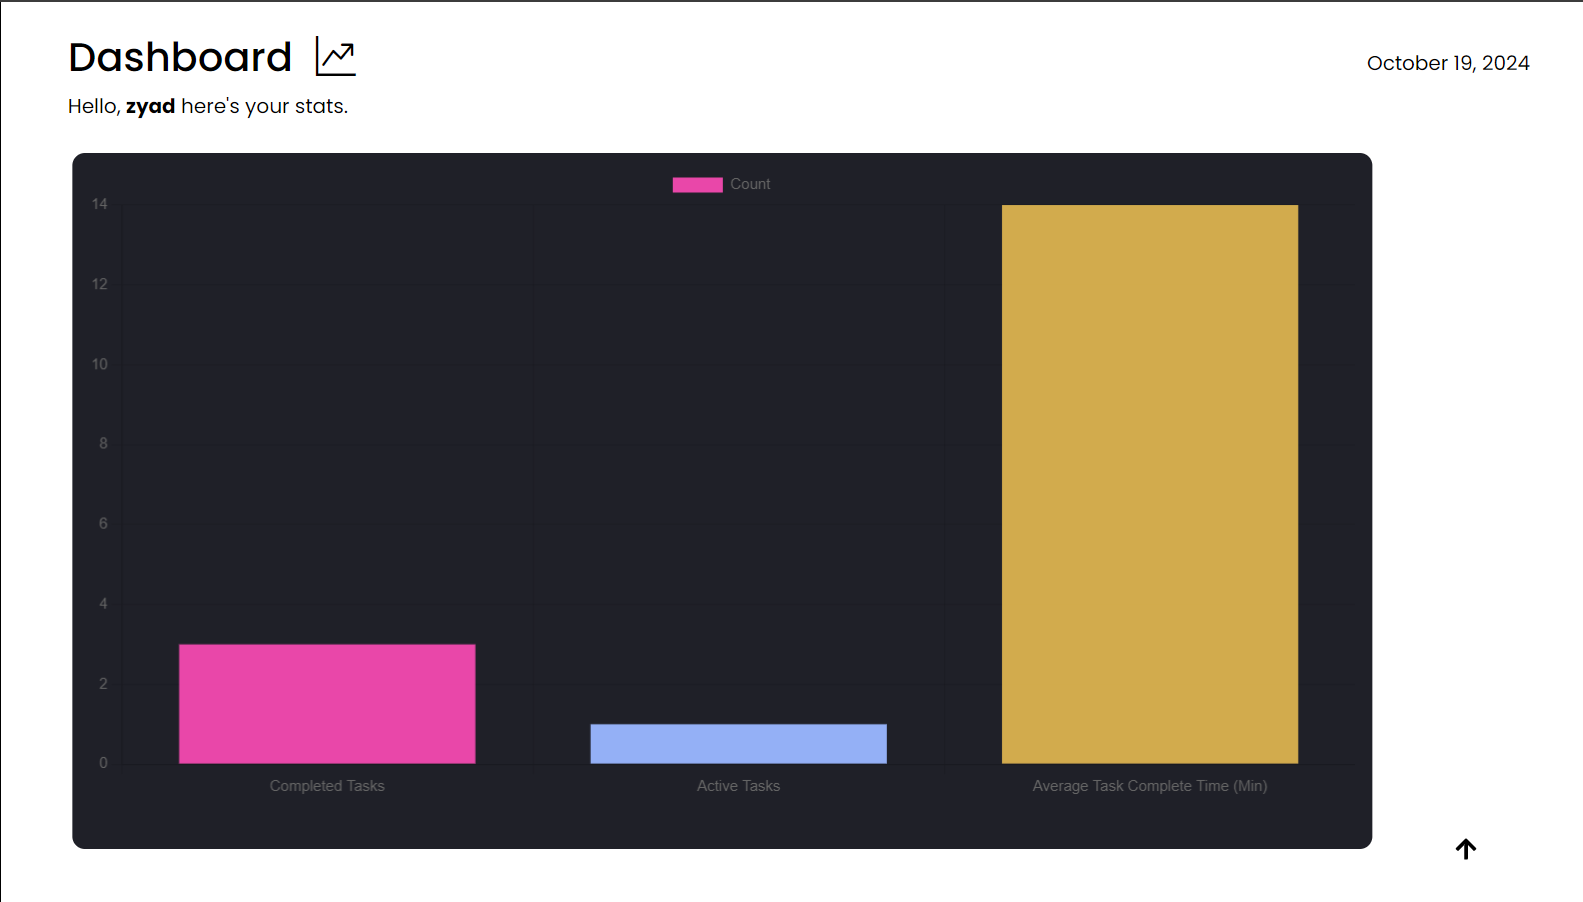 Dashboard
October 19, 2024
Hello, zyad here's your stats.
Count
14
12
10
8
6
4
2
0
Completed Tasks
Active Tasks
Average Task Complete Time (Min)